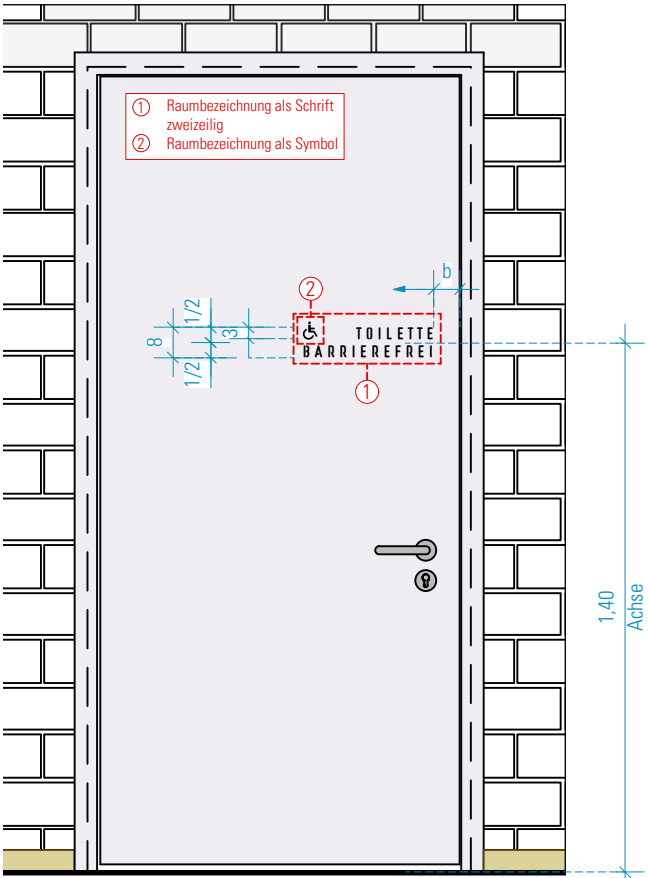 ① Raumbezeichnung als Schrift
zweizeilig
② Raumbezeichnung als Symbol
b
②
1/2
8
3
1/2
TOILETTE
BARRIEREFREI
①
1,40
Achse